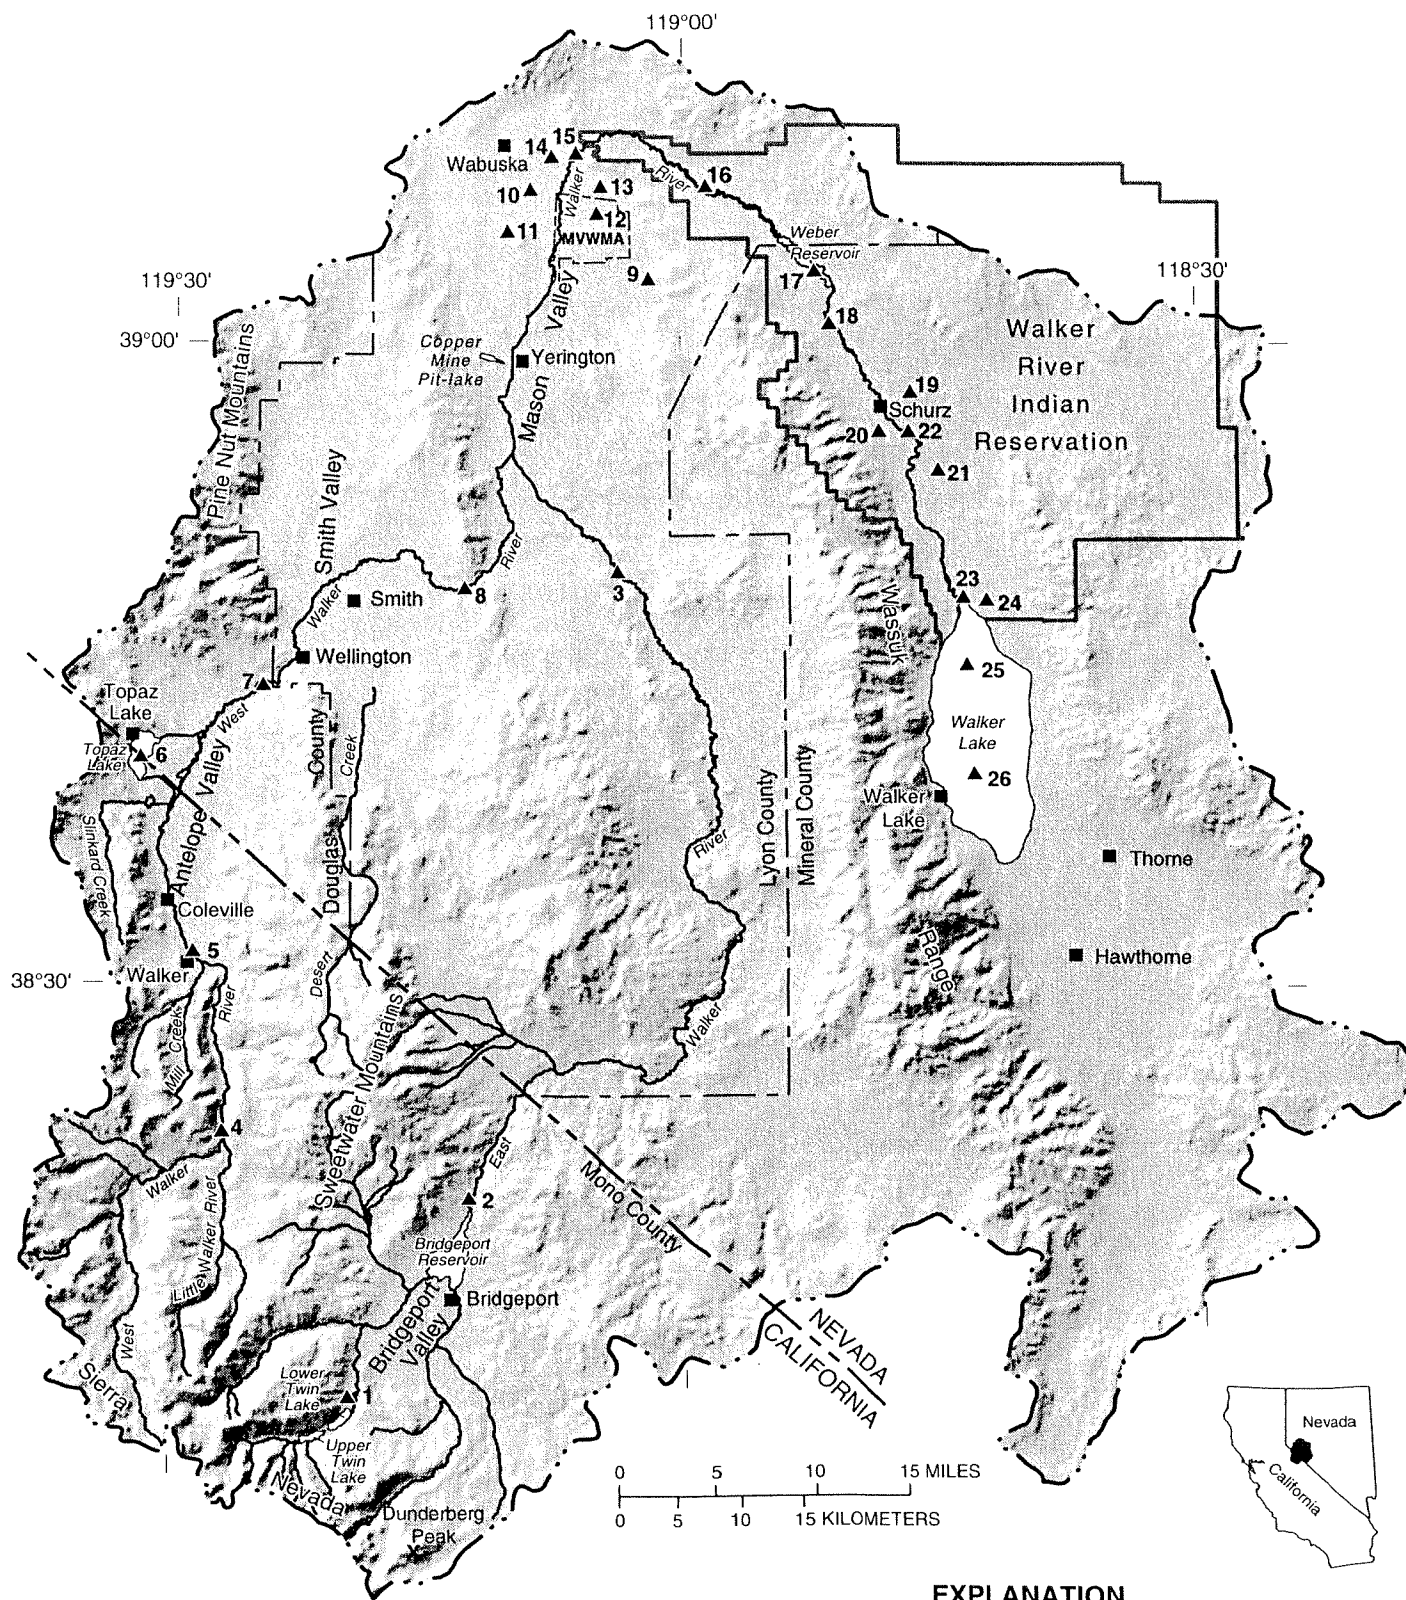 119°00'
15
14
Wabuska
16
River
10
13
Walker
12
11
MVWMA
Weber
Reservoir
9
17
119°30'
118°30'
18
39°00'
Walker
River
Indian
Reservation
Copper
Mine
Pit-lake
Yerington
Mason Valley
19
Schurz
20
22
21
Pine Nut Mountains
Smith Valley
River
8
3
23
24
Walker
Smith
Wassuk
Range
Wellington
25
7
Topaz
Lake
West
Topaz
Lake
6
Walker
Lake
26
Walker
Lake
Douglass County
Creek
Antelope Valley
Slinkard Creek
Lyon County
Mineral County
River
Thorne
Coleville
5
Walker
Hawthorne
38°30'
Desert
River
Mill Creek
Sweetwater Mountains
Walker
4
East
Walker
Mono County
2
Little Walker River
Bridgeport
Reservoir
Bridgeport
Bridgeport
Valley
NEVADA
CALIFORNIA
West
Sierra
Nevada
Lower
Twin
Lake
1
Upper
Twin
Lake
Dunderberg
Peak
0 5 10 15 MILES
0 5 10 15 KILOMETERS
Nevada
California
EXPLANATION